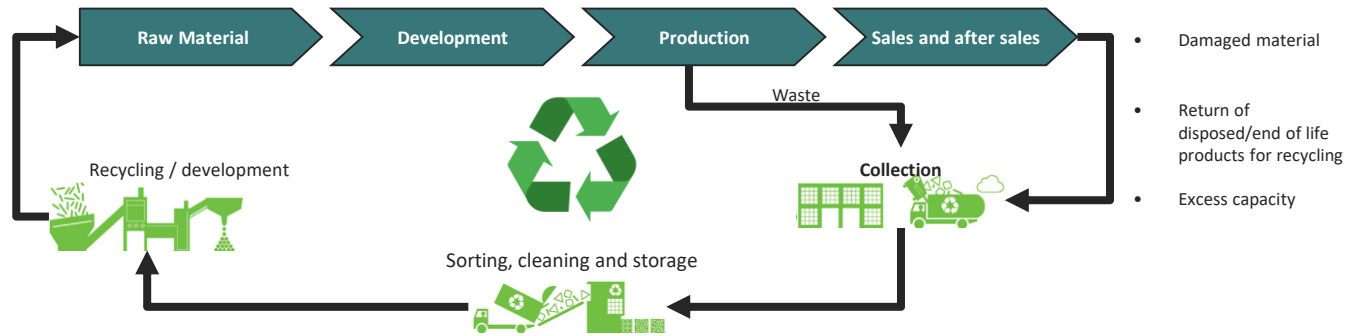 Raw Material
Development
Production
Sales and after sales
• Damaged material
• Return of
disposed/end of life
products for recycling
• Excess capacity
Waste
Collection
Recycling / development
Sorting, cleaning and storage